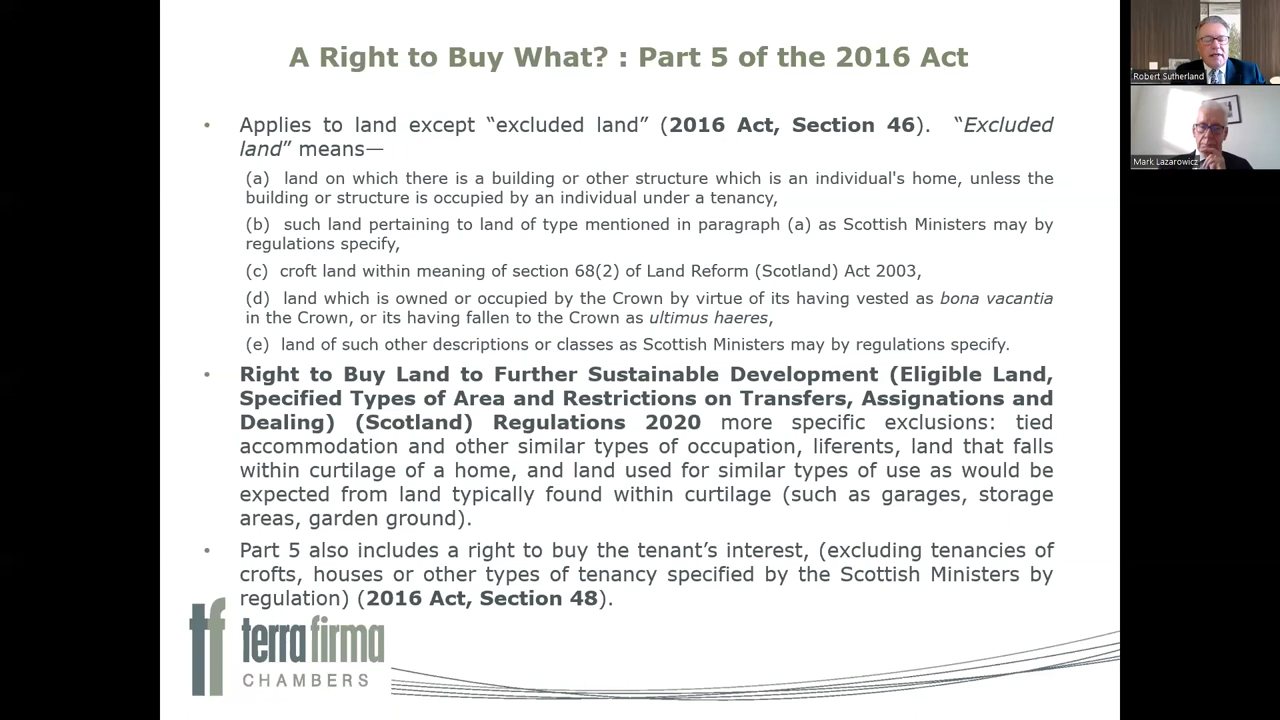 A Right to Buy What? : Part 5 of the 2016 Act
• Applies to land except “excluded land” (2016 Act, Section 46). “Excluded
land” means—
(a) land on which there is a building or other structure which is an individual's home, unless the
building or structure is occupied by an individual under a tenancy,
(b) such land pertaining to land of type mentioned in paragraph (a) as Scottish Ministers may by
regulations specify,
(c) croft land within meaning of section 68(2) of Land Reform (Scotland) Act 2003,
(d) land which is owned or occupied by the Crown by virtue of its having vested as bona vacantia
in the Crown, or its having fallen to the Crown as ultimus haeres,
(e) land of such other descriptions or classes as Scottish Ministers may by regulations specify.
• Right to Buy Land to Further Sustainable Development (Eligible Land,
Specified Types of Area and Restrictions on Transfers, Assignations and
Dealing) (Scotland) Regulations 2020 more specific exclusions: tied
accommodation and other similar types of occupation, liferents, land that falls
within curtilage of a home, and land used for similar types of use as would be
expected from land typically found within curtilage (such as garages, storage
areas, garden ground).
• Part 5 also includes a right to buy the tenant’s interest, (excluding tenancies of
crofts, houses or other types of tenancy specified by the Scottish Ministers by
regulation) (2016 Act, Section 48).
tf terra firma
CHAMBERS
Robert Sutherland
Mark Lazarowicz